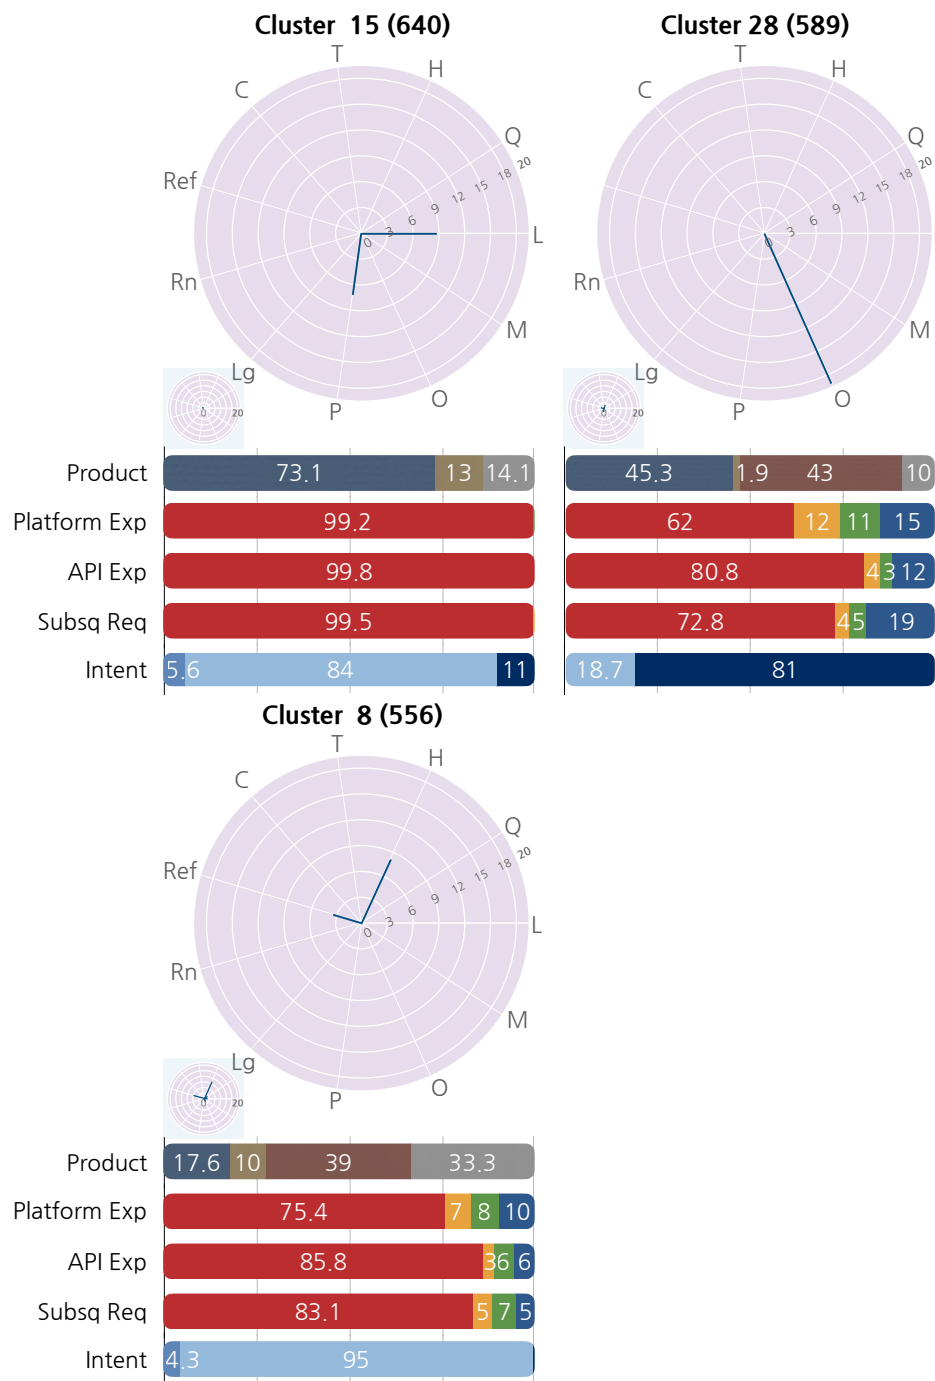 Cluster 15 (640)
T
H
C
Q
20
18
15
12
9
6
3
0
Ref
L
Rn
M
Lg
O
P
0
20
Cluster 28 (589)
T
H
C
Q
20
18
15
12
9
6
3
0
Rn
M
Lg
O
P
0
20
Product 73.1 13 14.1 45.3 1.9 43 10
Platform Exp 99.2 62 12 11 15
API Exp 99.8 80.8 4 3 12
Subsq Req 99.5 72.8 4 5 19
Intent 5.6 84 11 18.7 81
Cluster 8 (556)
T
H
C
Q
20
18
15
12
9
6
3
0
Ref
L
Rn
M
Lg
O
P
0
20
Product 17.6 10 39 33.3
Platform Exp 75.4 7 8 10
API Exp 85.8 3 6 6
Subsq Req 83.1 5 7 5
Intent 4.3 95